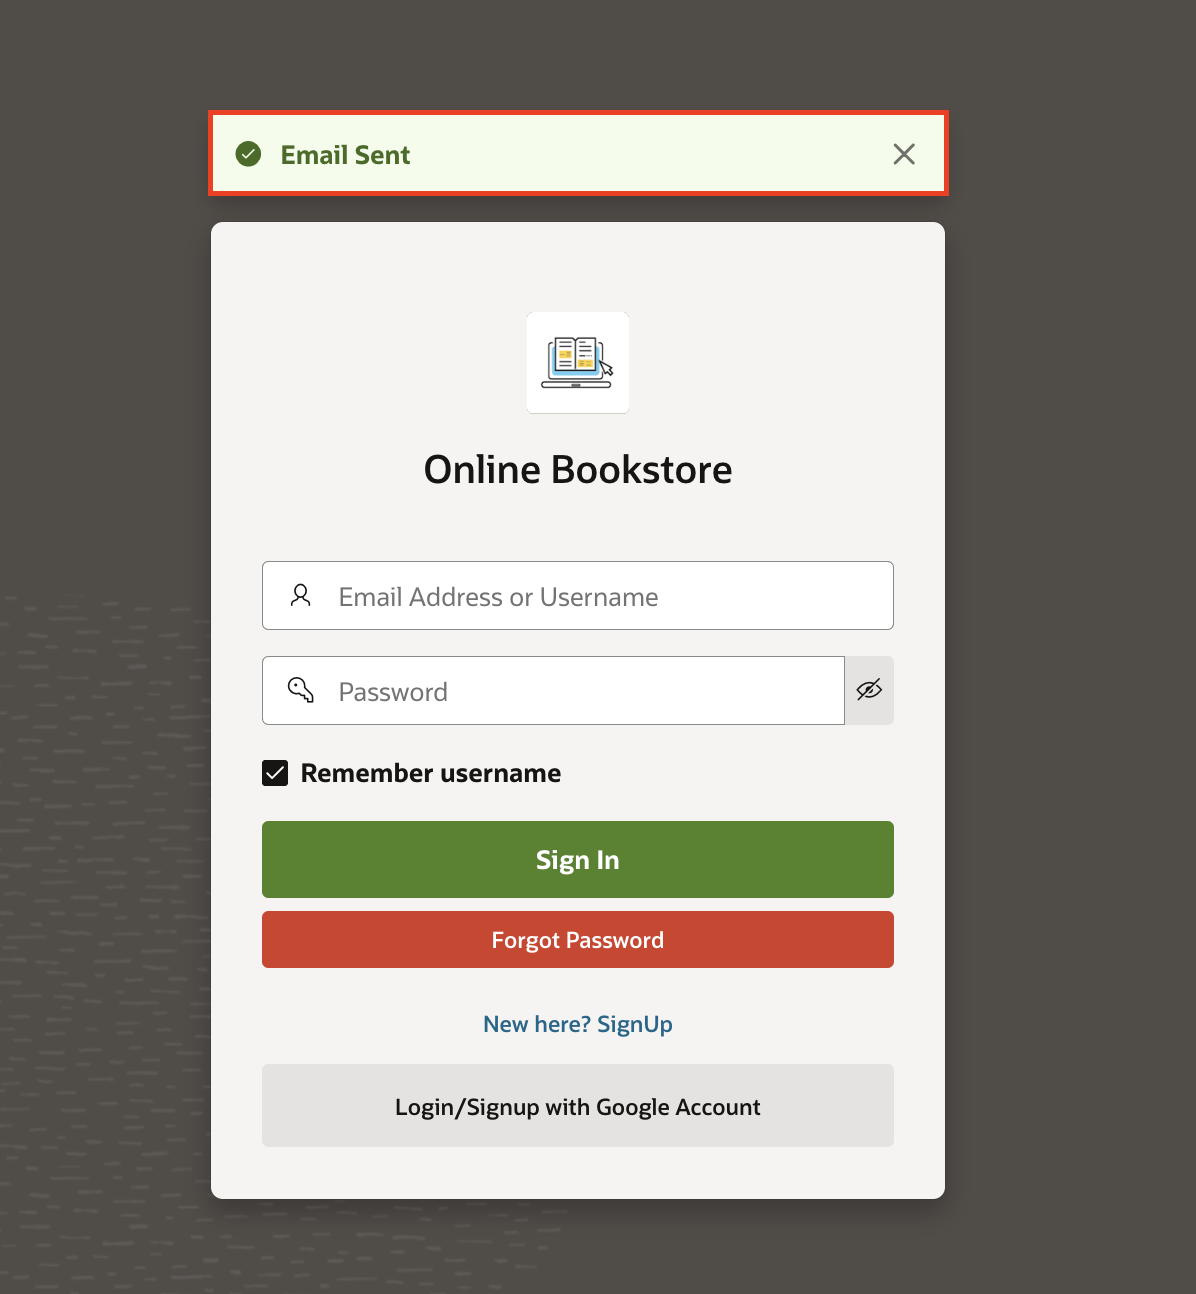 Email Sent
Online Bookstore
Email Address or Username
Password
Remember username
Sign In
Forgot Password
New here? SignUp
Login/Signup with Google Account